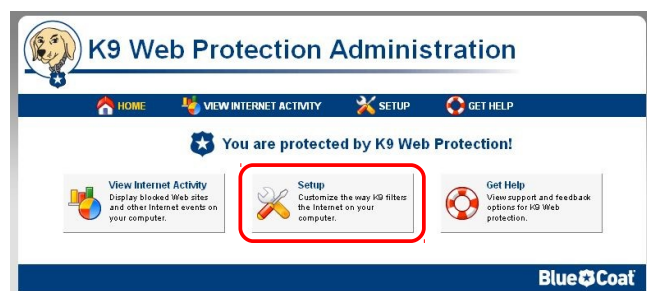 K9 Web Protection Administration
HOME VIEW INTERNET ACTIVITY SETUP GET HELP
You are protected by K9 Web Protection!
View Internet Activity
Display blocked Web sites
and other Internet events on
your computer.
Setup
Customize the way K9 filters
the Internet on your
computer.
Get Help
View support and feedback
options for K9 Web
protection.
Blue Coat